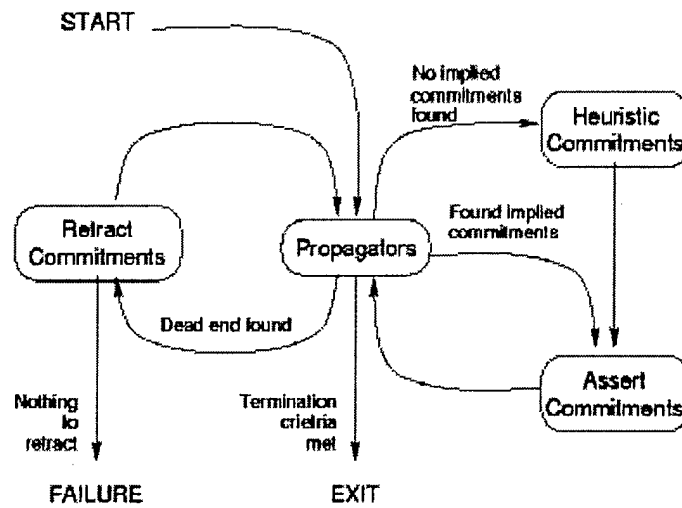 START
No implied
commitments
found
Heuristic
Commitments
Retract
Commitments
Propagators
Found implied
commitments
Dead end found
Assert
Commitments
Nothing
to
retract
Termination
crietria
met
FAILURE
EXIT